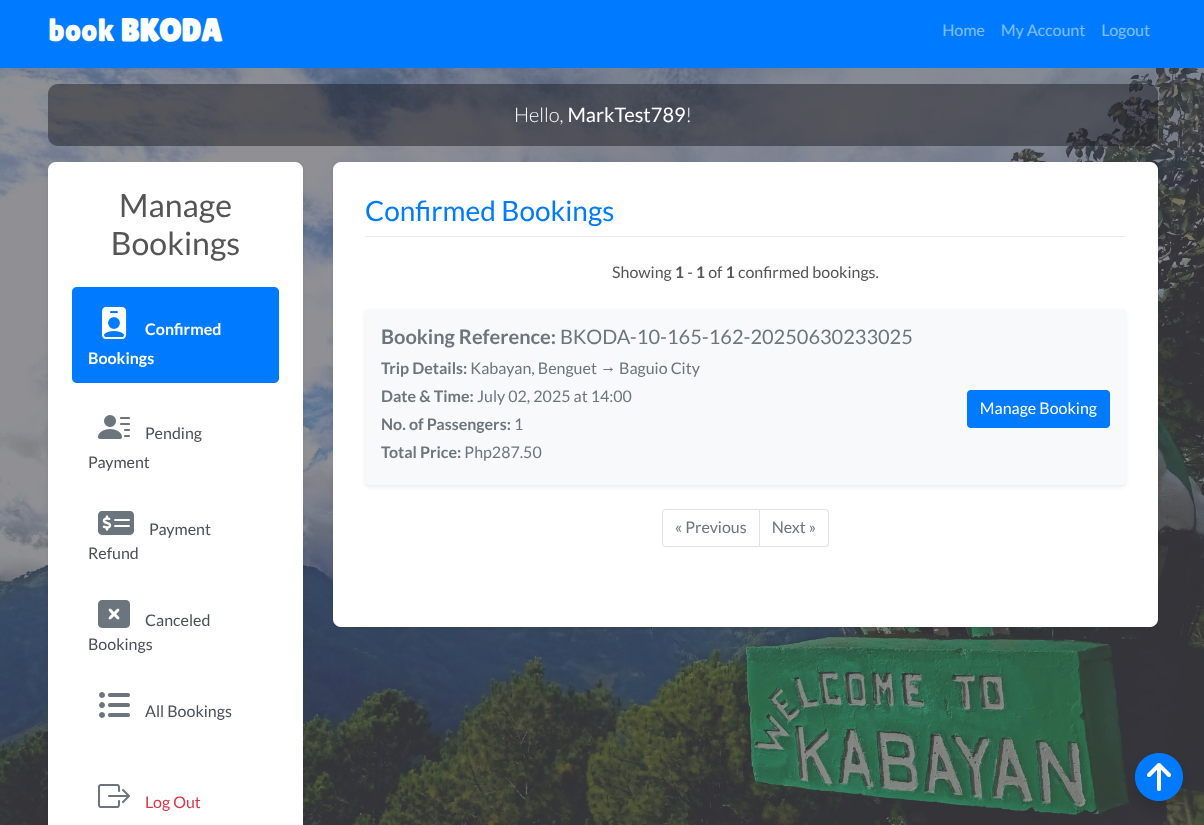 book BKODA
Home My Account Logout
Hello, MarkTest789!
Manage
Bookings
Confirmed
Bookings
Pending
Payment
Payment
Refund
Canceled
Bookings
All Bookings
Log Out
Confirmed Bookings
Showing 1 - 1 of 1 confirmed bookings.
Booking Reference: BKODA-10-165-162-20250630233025
Trip Details: Kabayan, Benguet → Baguio City
Date & Time: July 02, 2025 at 14:00
No. of Passengers: 1
Total Price: Php287.50
Manage Booking
« Previous Next »
WELCOME TO
KABAYAN